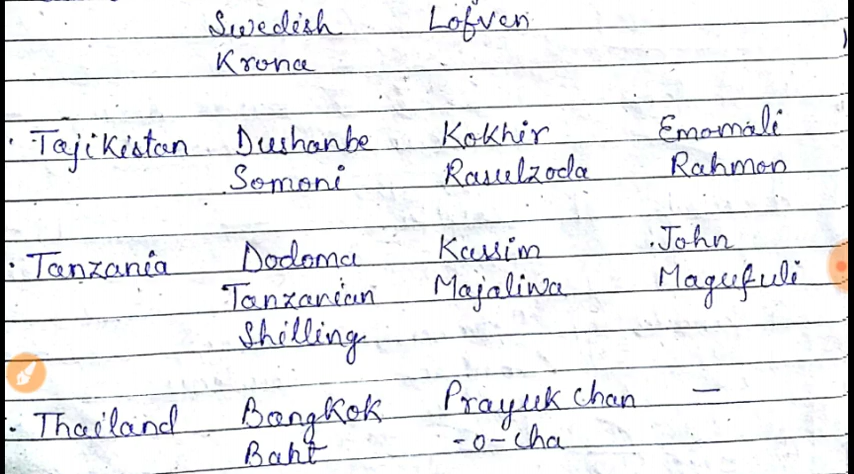 Swedish Lofven
Krona
· Tajikistan Dushanbe Kokhir Emomali
Somoni Rasulzoda Rahmon
· Tanzania Dodoma Kassim John
Tanzanian Majaliwa Magufuli
Shilling
· Thailand Bangkok Prayuk chan —
Baht -o-cha